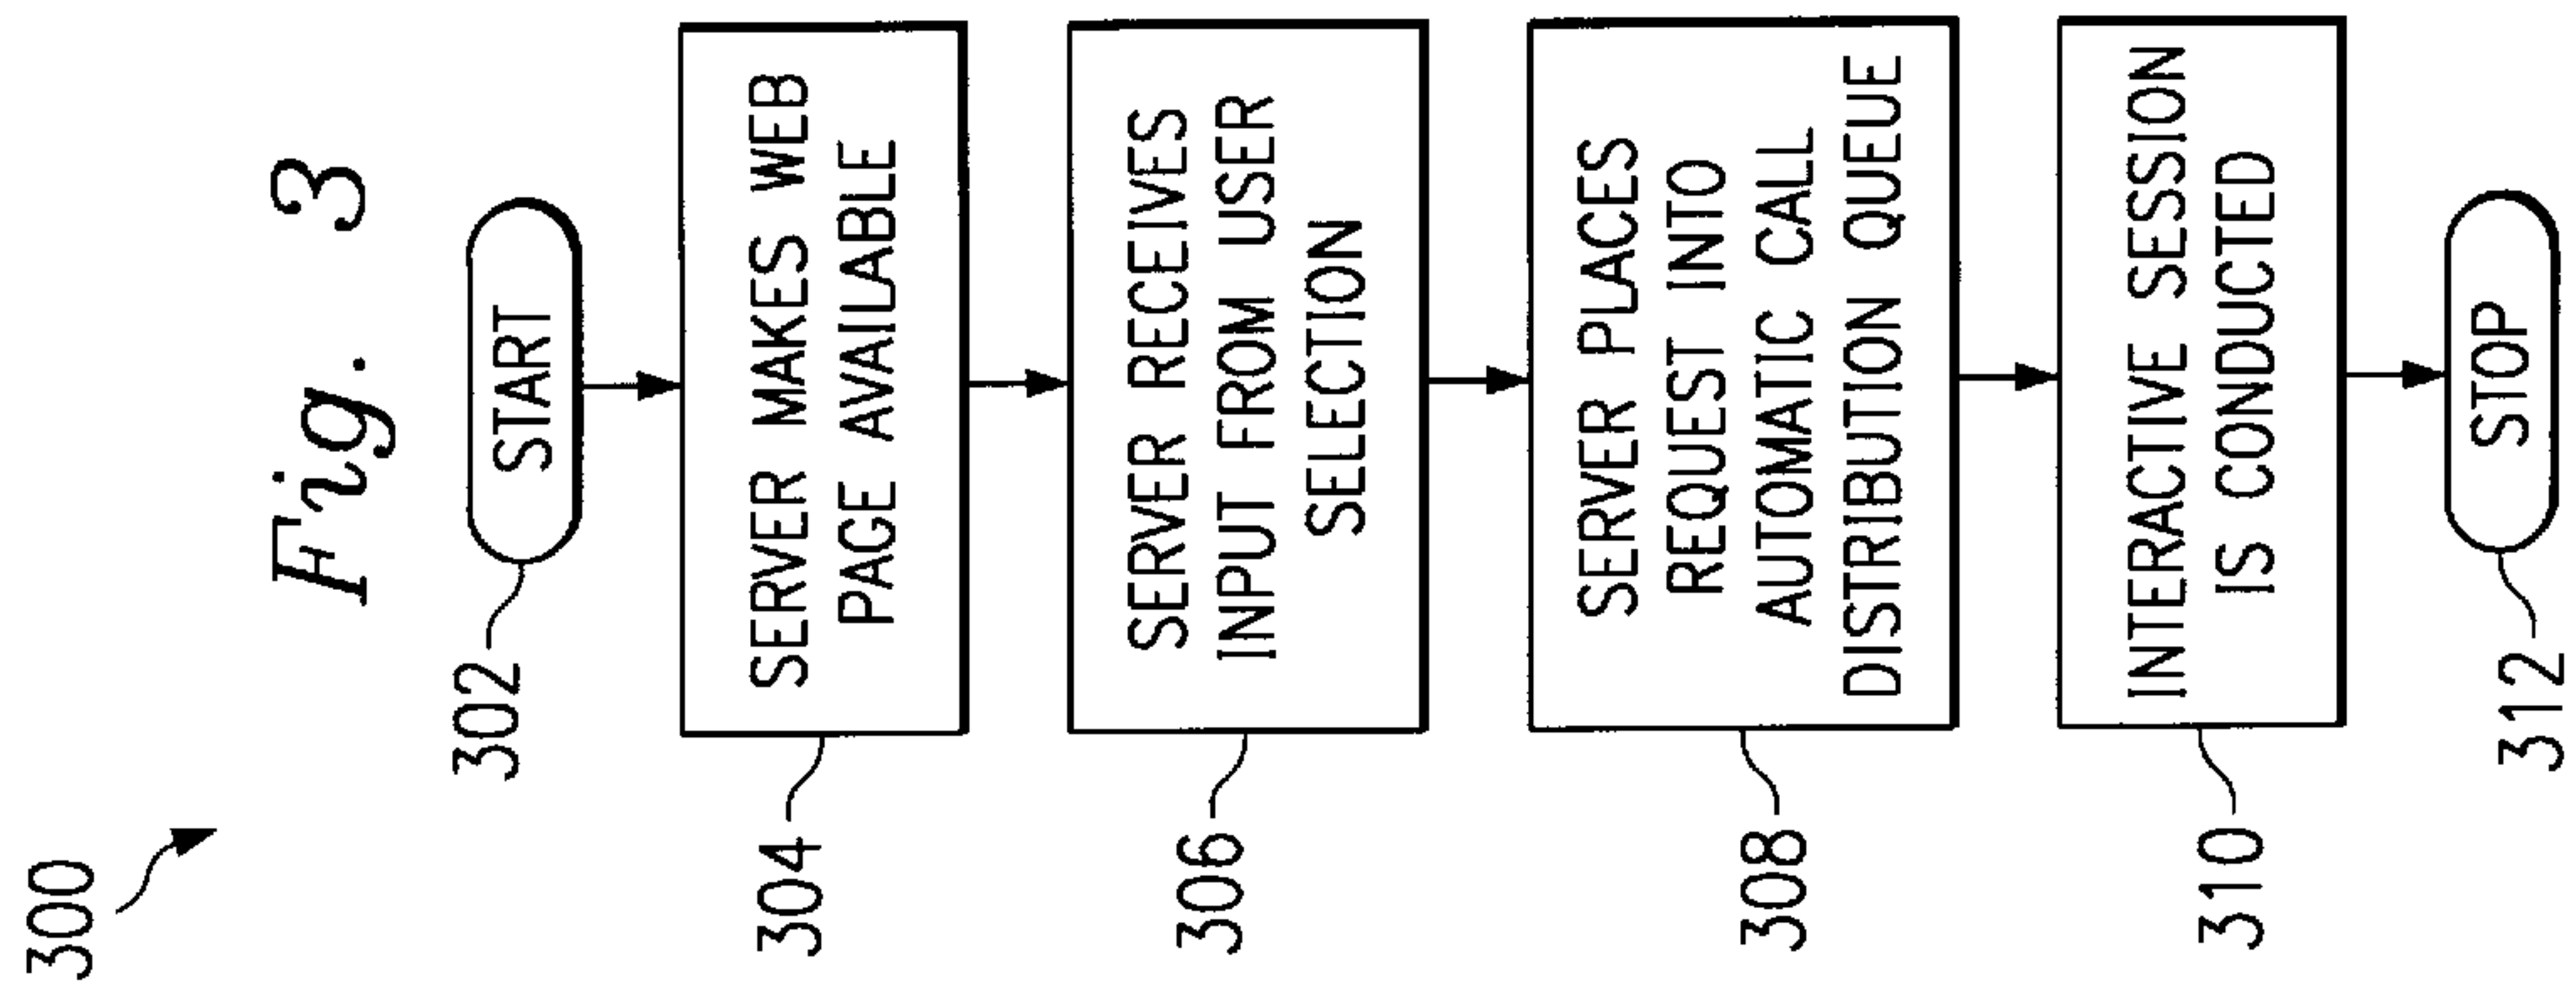 300
Fig. 3
302
START
304
SERVER MAKES WEB
PAGE AVAILABLE
306
SERVER RECEIVES
INPUT FROM USER
SELECTION
308
SERVER PLACES
REQUEST INTO
AUTOMATIC CALL
DISTRIBUTION QUEUE
310
INTERACTIVE SESSION
IS CONDUCTED
312
STOP